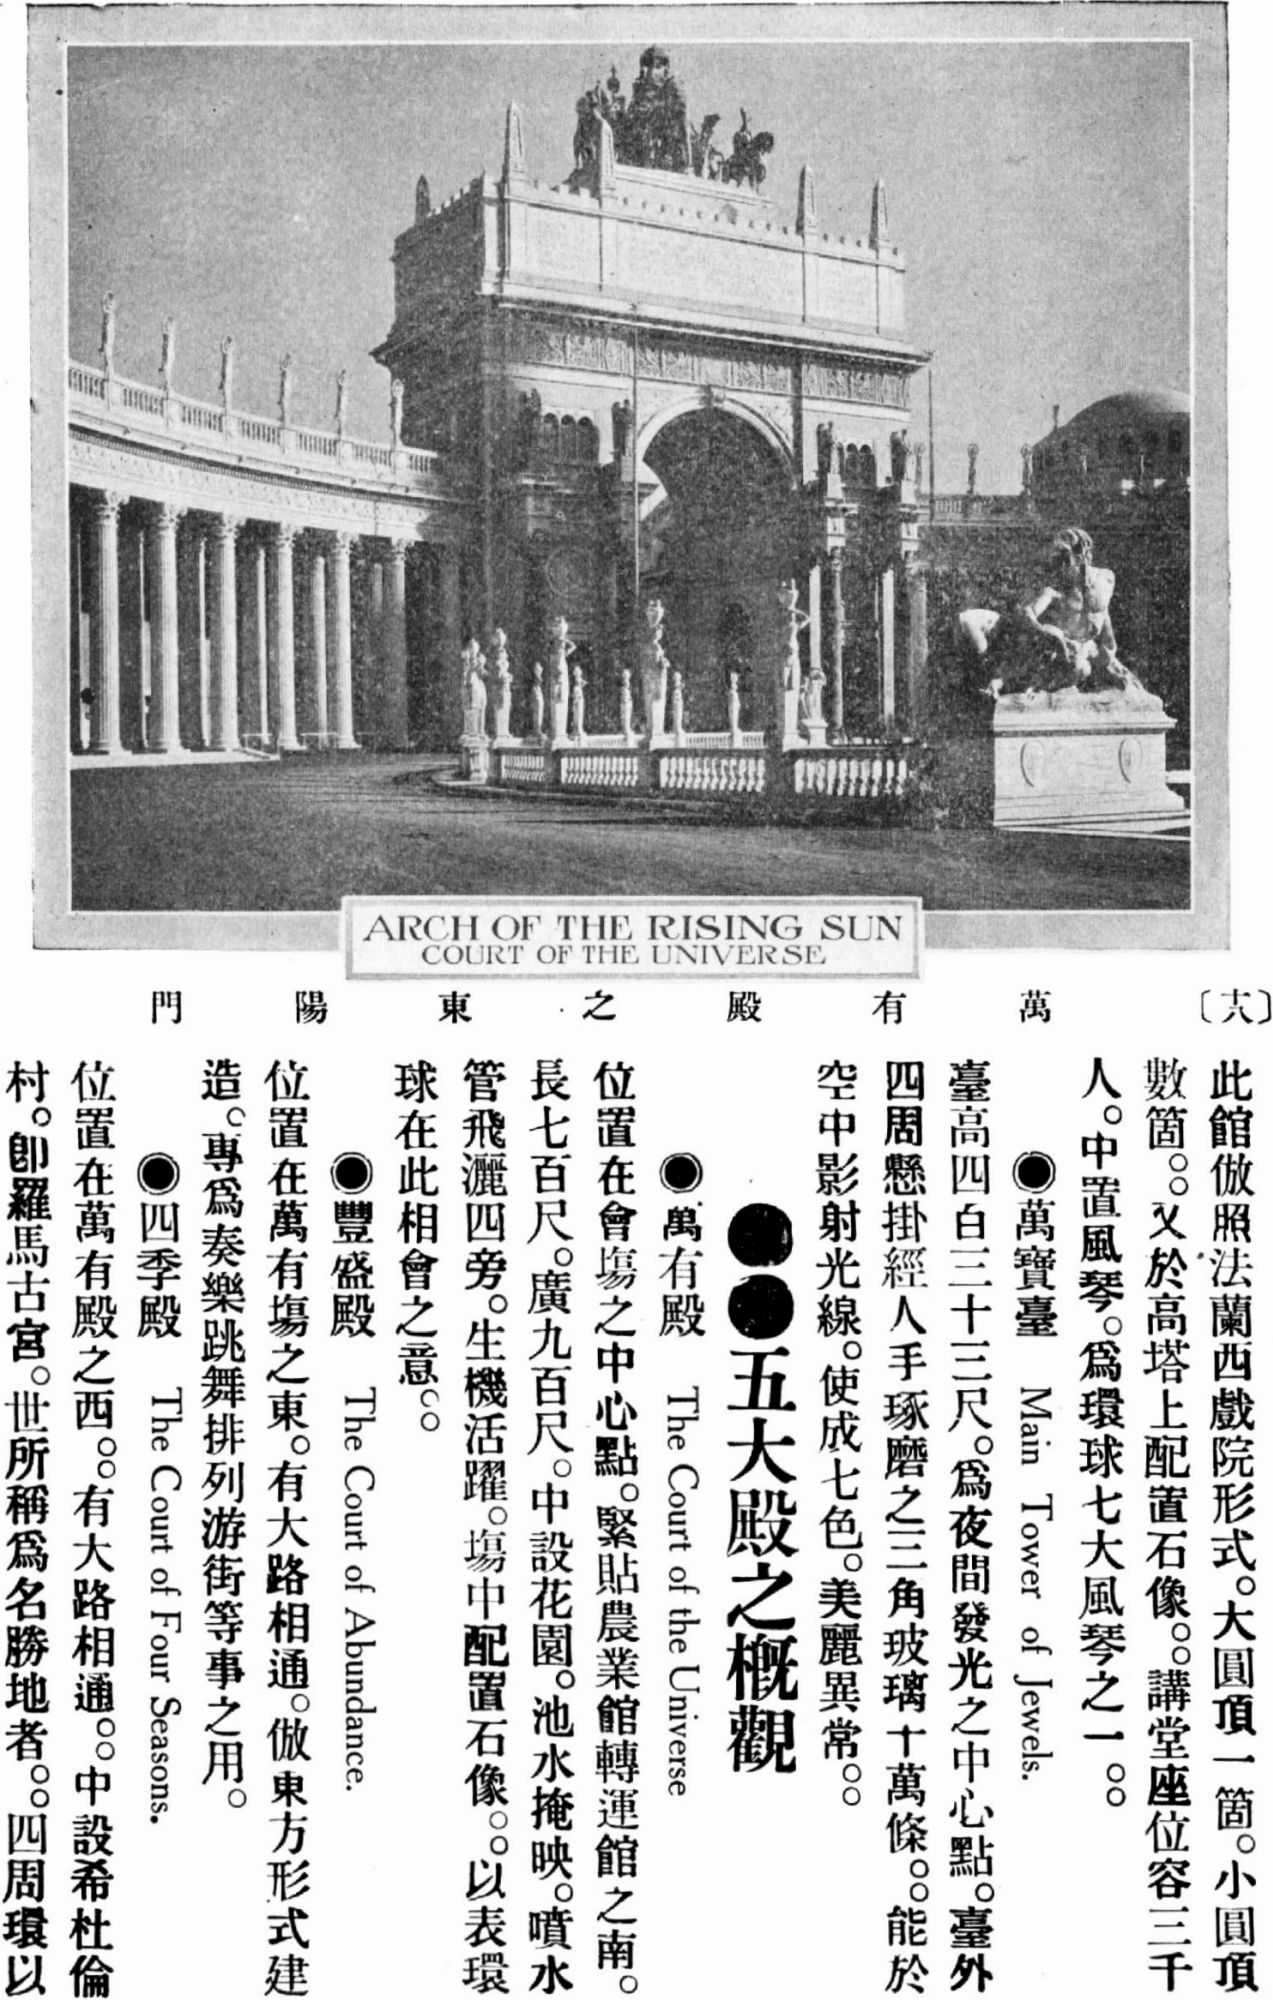 ARCH OF THE RISING SUN
COURT OF THE UNIVERSE
萬有殿之東陽門
〔十六〕
此館倣照法蘭西戲院形式。大圓頂一箇。小圓頂
數箇。。又於高塔上配置石像。。講堂座位容三千
人。中置風琴。爲環球七大風琴之一。。
◉萬寶臺 Main Tower of Jewels.
臺高四百三十三尺。爲夜間發光之中心點。臺外
四周懸掛經人手琢磨之三角玻璃十萬條。。能於
空中影射光線。使成七色。美麗異常。。
●●五大殿之概觀
◉萬有殿 The Court of the Universe
位置在會塲之中心點。緊貼農業館轉運館之南。
長七百尺。廣九百尺。中設花園。池水掩映。噴水
管飛灑四旁。生機活躍。塲中配置石像。。以表環
球在此相會之意。。
◉豐盛殿 The Court of Abundance.
位置在萬有塲之東。有大路相通。倣東方形式建
造。專爲奏樂跳舞排列游街等事之用。
◉四季殿 The Court of Four Seasons.
位置在萬有殿之西。。有大路相通。。中設希杜倫
村。卽羅馬古宮。世所稱爲名勝地者。。四周環以